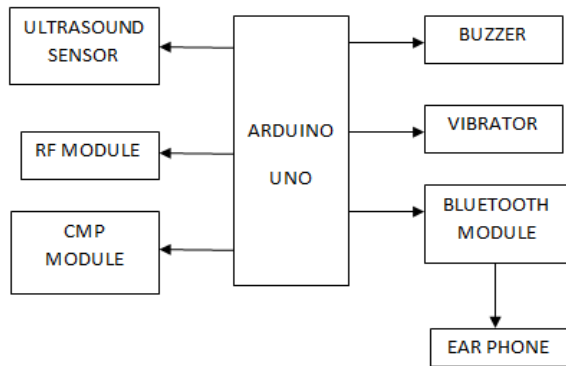 ULTRASOUND
SENSOR
RF MODULE
CMP
MODULE
ARDUINO
UNO
BUZZER
VIBRATOR
BLUETOOTH
MODULE
EAR PHONE